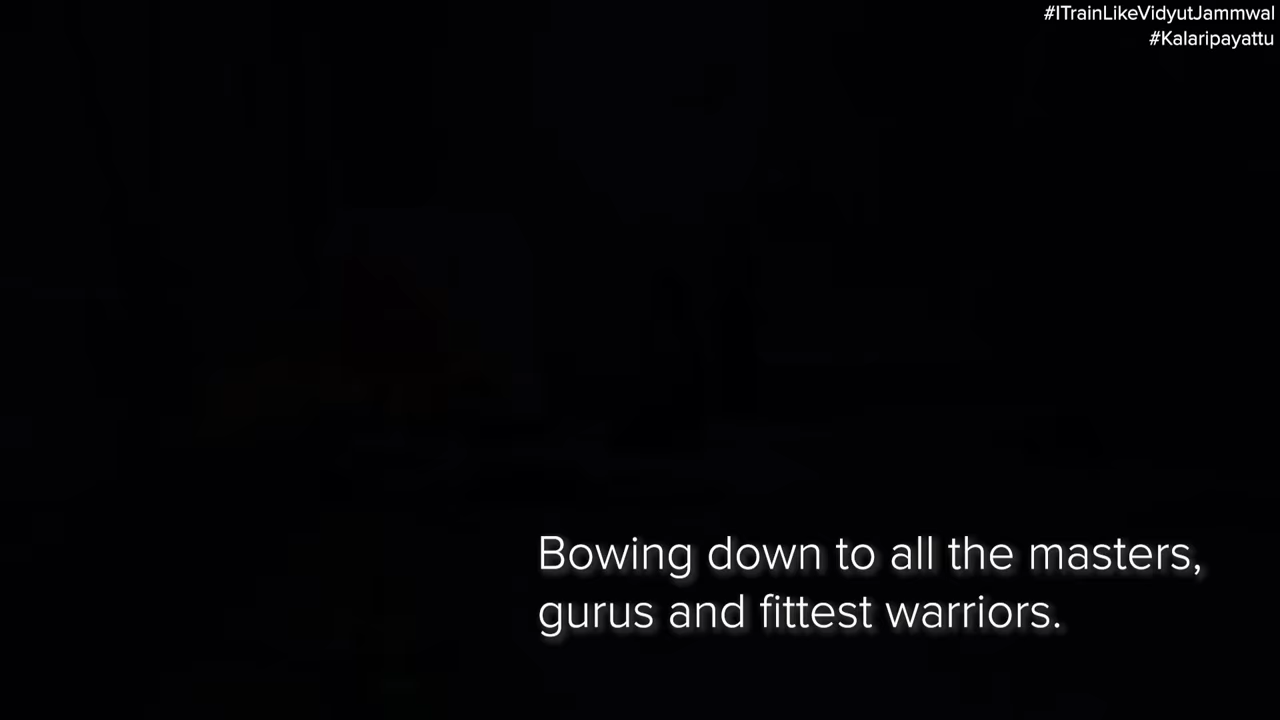 #ITrainLikeVidyutJammwal
#Kalaripayattu
Bowing down to all the masters,
gurus and fittest warriors.